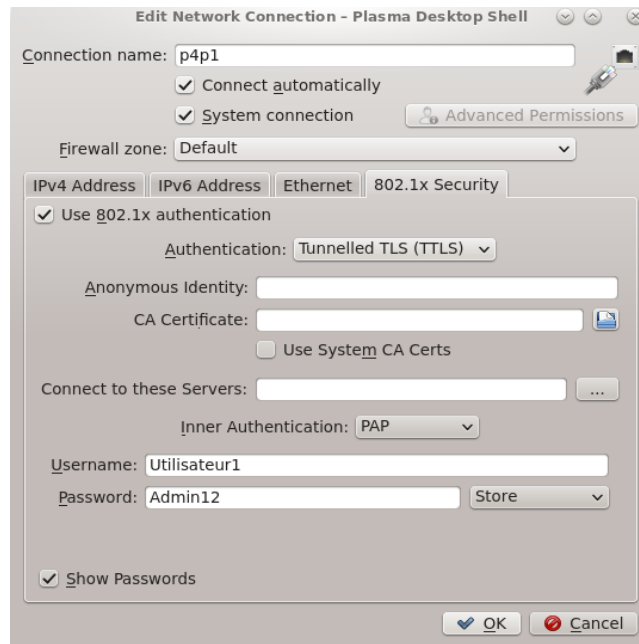 Edit Network Connection – Plasma Desktop Shell
Connection name: p4p1
Connect automatically
System connection Advanced Permissions
Firewall zone: Default
IPv4 Address IPv6 Address Ethernet 802.1x Security
Use 802.1x authentication
Authentication: Tunnelled TLS (TTLS)
Anonymous Identity:
CA Certificate:
Use System CA Certs
Connect to these Servers: ...
Inner Authentication: PAP
Username: Utilisateur1
Password: Admin12 Store
Show Passwords
OK Cancel